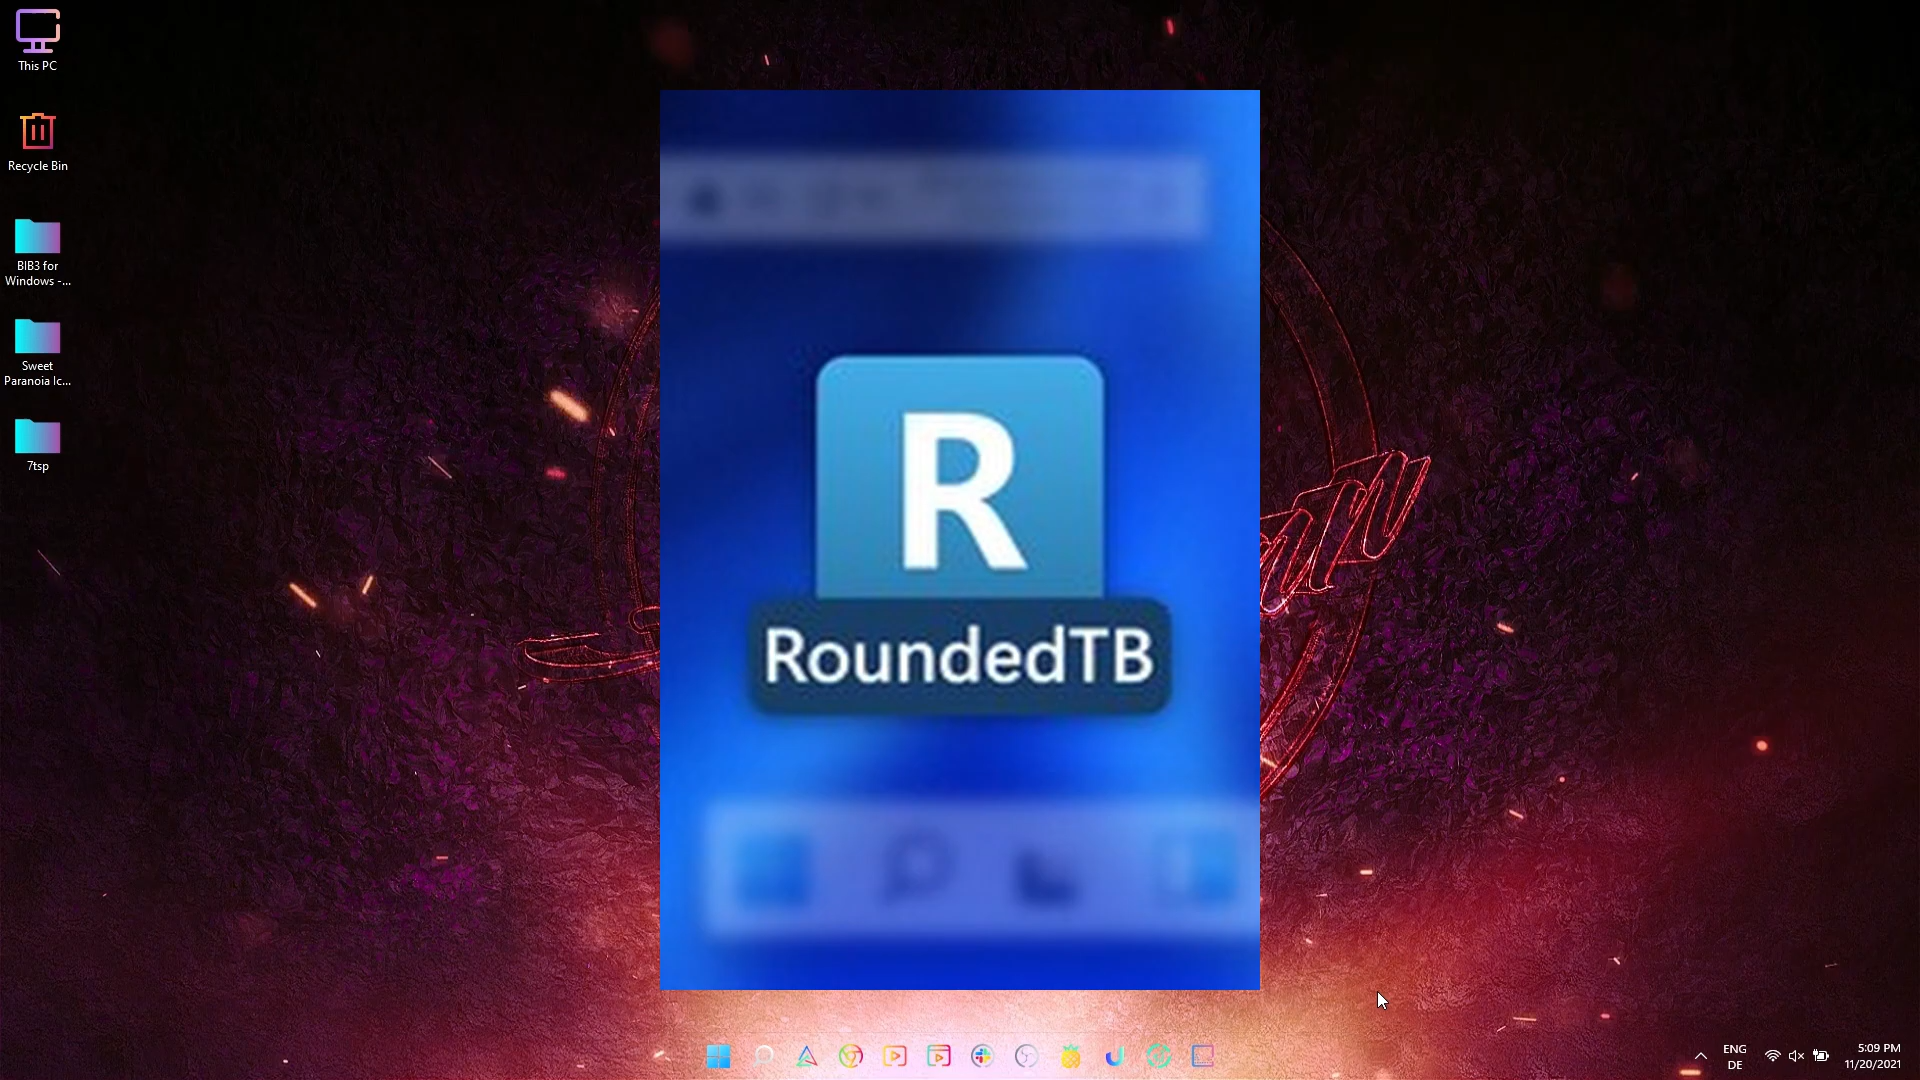 This PC
Recycle Bin
BIB3 for
Windows -...
Sweet
Paranoia Ic...
7tsp
R
RoundedTB
ENG
DE
5:09 PM
11/20/2021